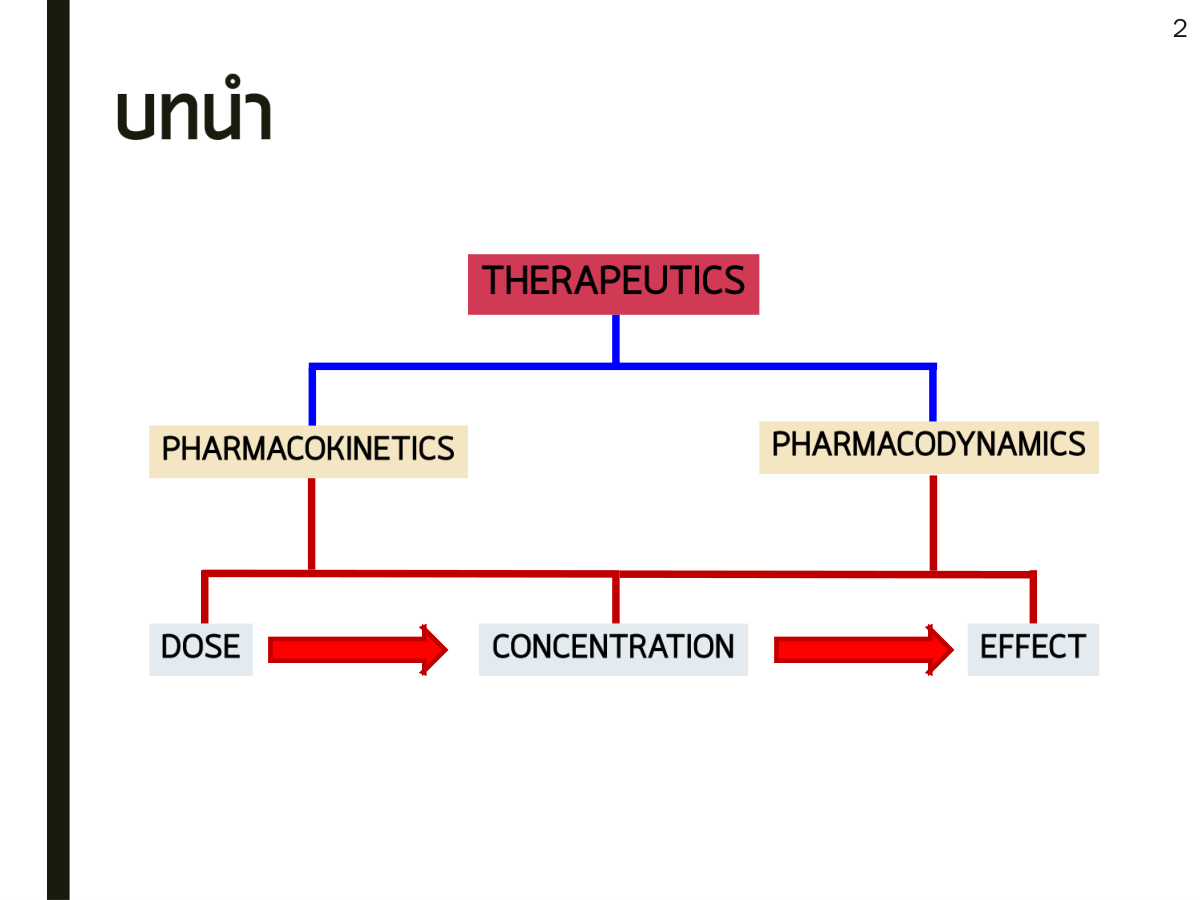 2
บทนำ
THERAPEUTICS
PHARMACOKINETICS
PHARMACODYNAMICS
DOSE
CONCENTRATION
EFFECT